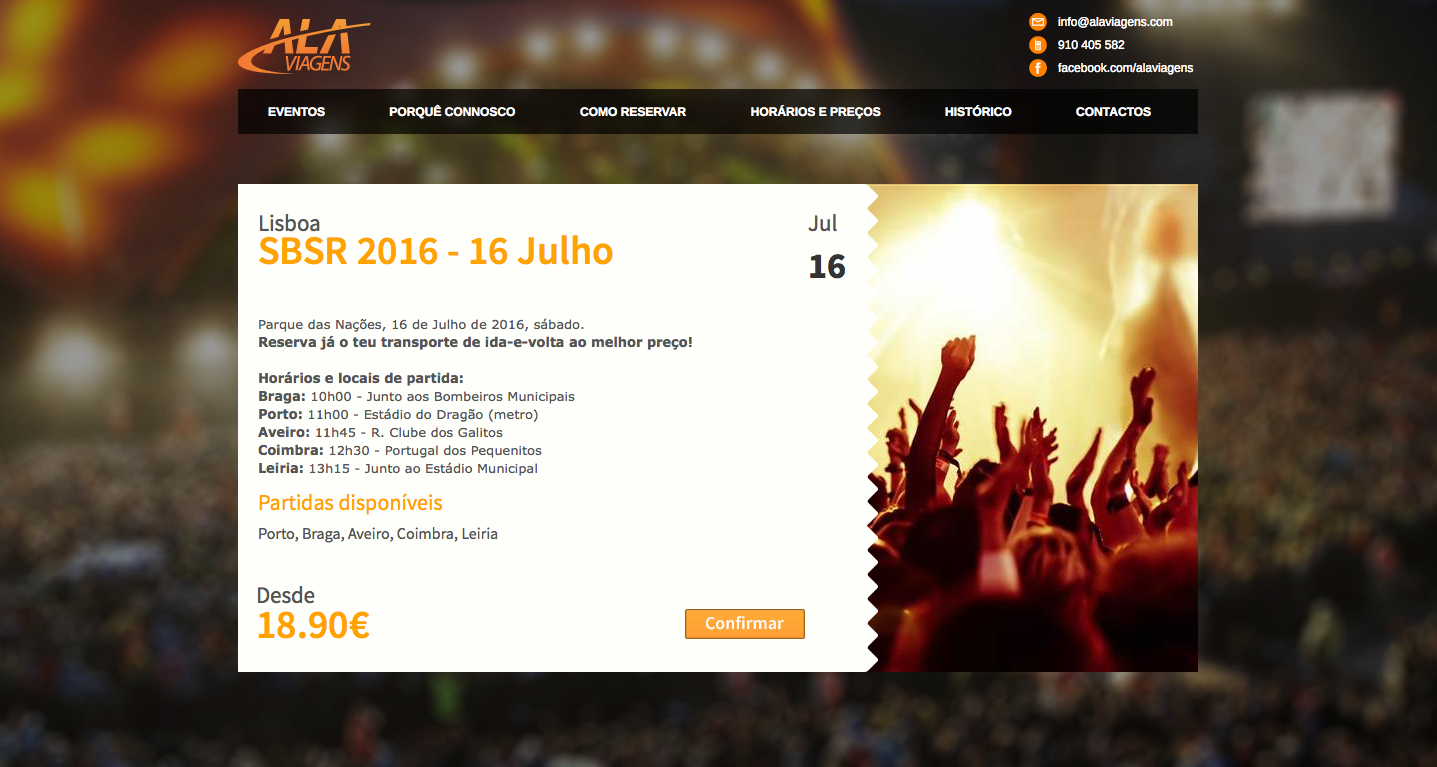 ALA
VIAGENS
info@alaviagens.com
910 405 582
facebook.com/alaviagens
EVENTOS PORQUÊ CONNOSCO COMO RESERVAR HORÁRIOS E PREÇOS HISTÓRICO CONTACTOS
Lisboa
SBSR 2016 - 16 Julho
Jul
16
Parque das Nações, 16 de Julho de 2016, sábado.
Reserva já o teu transporte de ida-e-volta ao melhor preço!
Horários e locais de partida:
Braga: 10h00 - Junto aos Bombeiros Municipais
Porto: 11h00 - Estádio do Dragão (metro)
Aveiro: 11h45 - R. Clube dos Galitos
Coimbra: 12h30 - Portugal dos Pequenitos
Leiria: 13h15 - Junto ao Estádio Municipal
Partidas disponíveis
Porto, Braga, Aveiro, Coimbra, Leiria
Desde
18.90€
Confirmar